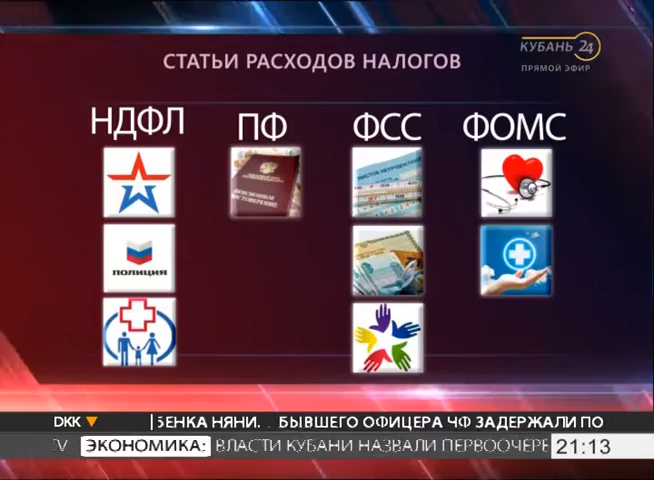 КУБАНЬ 24
ПРЯМОЙ ЭФИР
СТАТЬИ РАСХОДОВ НАЛОГОВ
НДФЛ ПФ ФСС ФОМС
ПОЛИЦИЯ
DKK БЕНКА НЯНИ. . БЫВШЕГО ОФИЦЕРА ЧФ ЗАДЕРЖАЛИ ПО
TV ЭКОНОМИКА: ВЛАСТИ КУБАНИ НАЗВАЛИ ПЕРВООЧЕРЕ 21:13